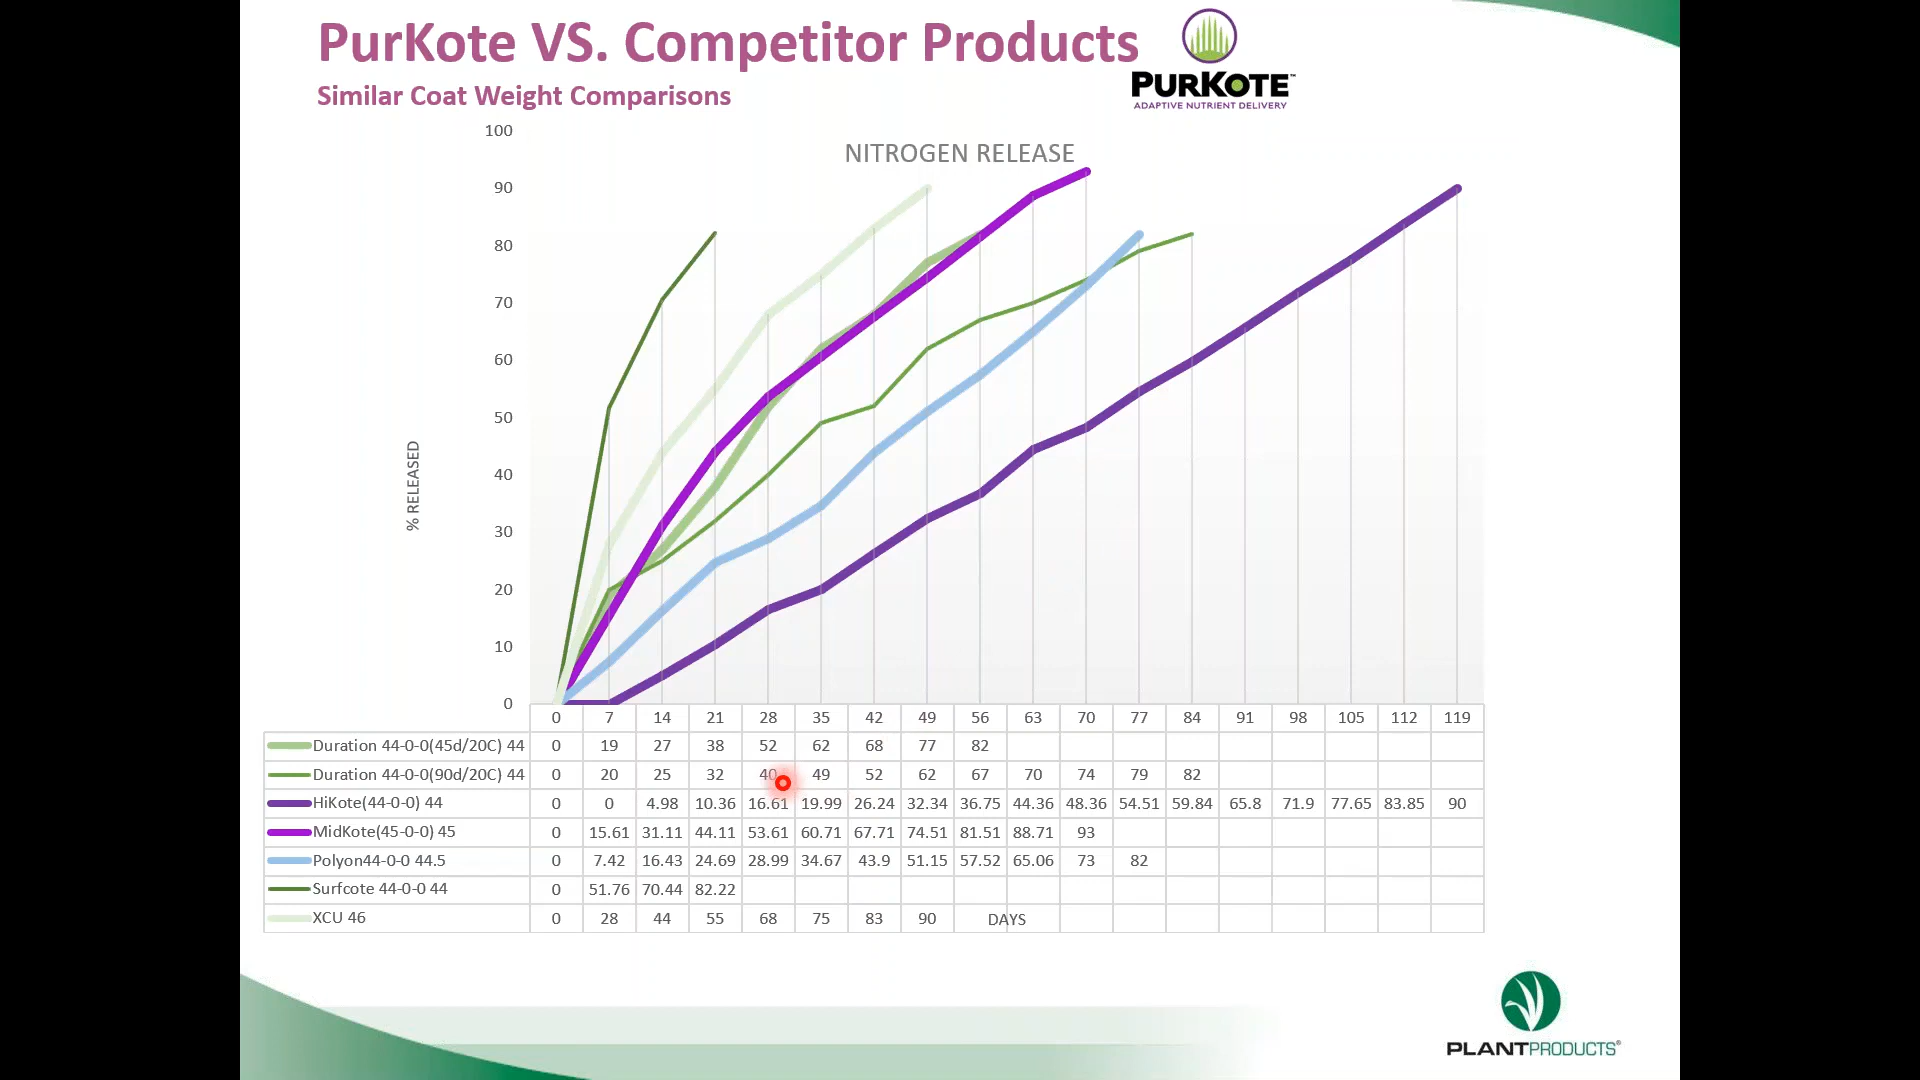 PurKote VS. Competitor Products
Similar Coat Weight Comparisons
PURKOTE™
ADAPTIVE NUTRIENT DELIVERY
NITROGEN RELEASE
100
90
80
70
60
50
40
30
20
10
0
% RELEASED
0 7 14 21 28 35 42 49 56 63 70 77 84 91 98 105 112 119
Duration 44-0-0(45d/20C) 44 0 19 27 38 52 62 68 77 82
Duration 44-0-0(90d/20C) 44 0 20 25 32 40 49 52 62 67 70 74 79 82
HiKote(44-0-0) 44 0 0 4.98 10.36 16.61 19.99 26.24 32.34 36.75 44.36 48.36 54.51 59.84 65.8 71.9 77.65 83.85 90
MidKote(45-0-0) 45 0 15.61 31.11 44.11 53.61 60.71 67.71 74.51 81.51 88.71 93
Polyon44-0-0 44.5 0 7.42 16.43 24.69 28.99 34.67 43.9 51.15 57.52 65.06 73 82
Surfcote 44-0-0 44 0 51.76 70.44 82.22
XCU 46 0 28 44 55 68 75 83 90
DAYS
PLANTPRODUCTS®